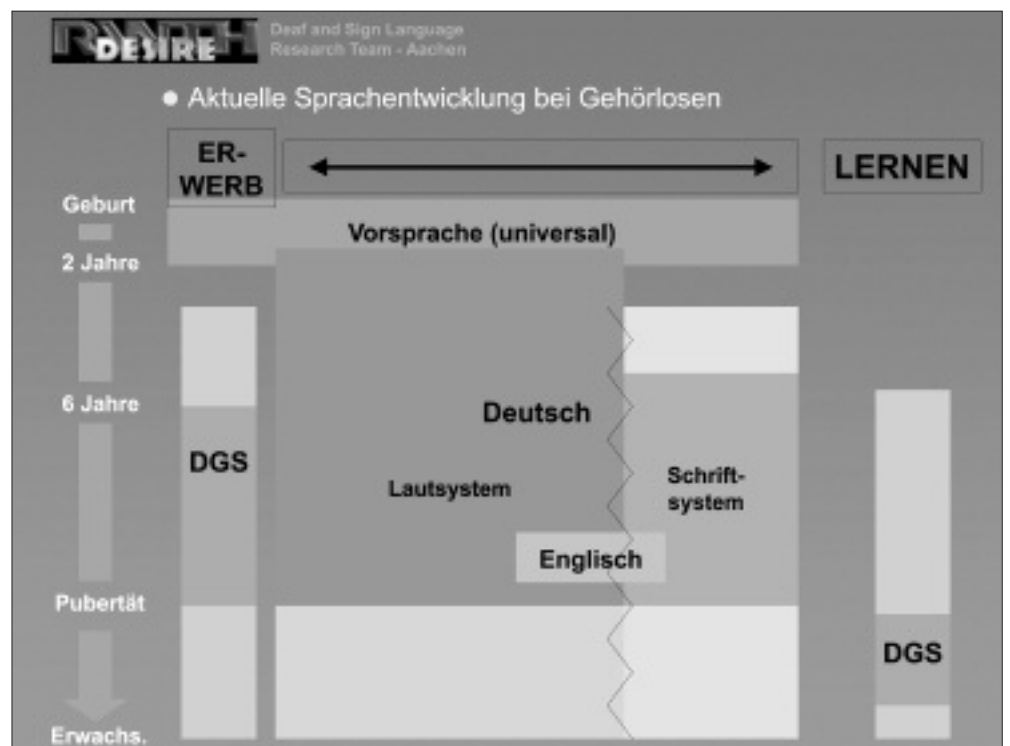 DESIRE
Deaf and Sign Language
Research Team - Aachen
● Aktuelle Sprachentwicklung bei Gehörlosen
ER-
WERB
LERNEN
Geburt
Vorsprache (universal)
2 Jahre
6 Jahre
Deutsch
DGS
Lautsystem
Schrift-
system
Englisch
Pubertät
DGS
Erwachs.